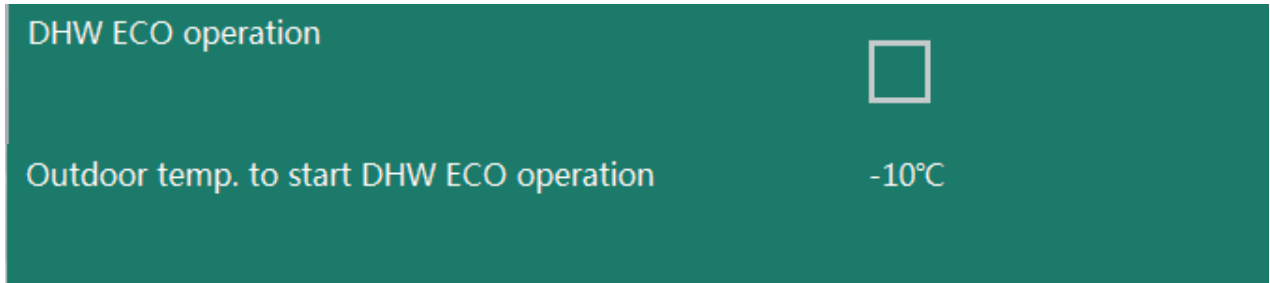 DHW ECO operation
Outdoor temp. to start DHW ECO operation -10℃